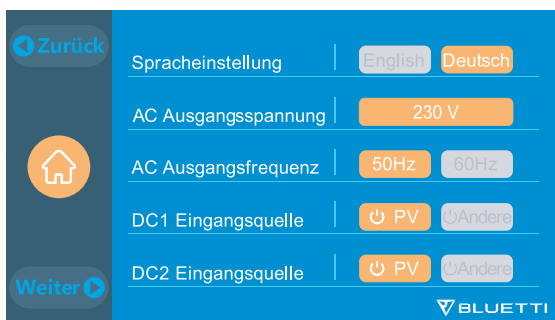 Zurück
Spracheinstellung English Deutsch
AC Ausgangsspannung 230 V
AC Ausgangsfrequenz 50Hz 60Hz
DC1 Eingangsquelle PV Andere
DC2 Eingangsquelle PV Andere
Weiter
BLUETTI